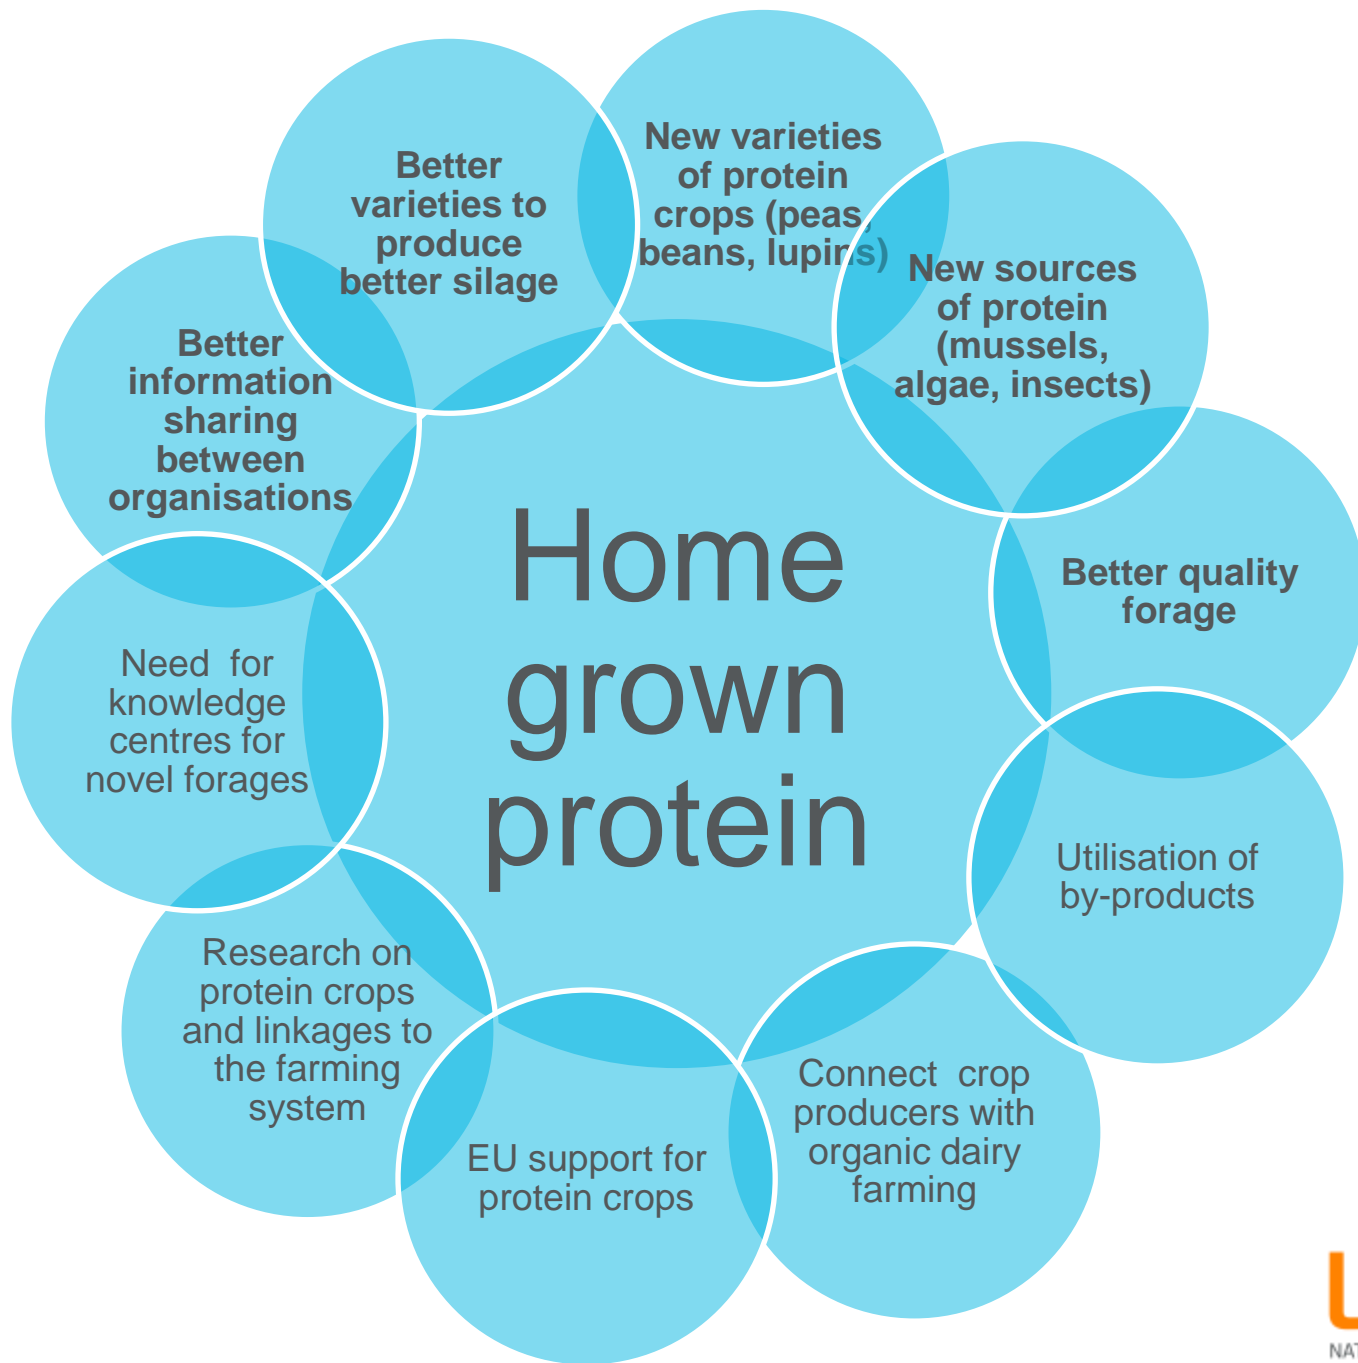 Home
grown
protein
New varieties
of protein
crops (peas,
beans, lupins)
New sources
of protein
(mussels,
algae, insects)
Better quality
forage
Utilisation of
by-products
Connect crop
producers with
organic dairy
farming
EU support for
protein crops
Research on
protein crops
and linkages to
the farming
system
Need for
knowledge
centres for
novel forages
Better
information
sharing
between
organisations
Better
varieties to
produce
better silage